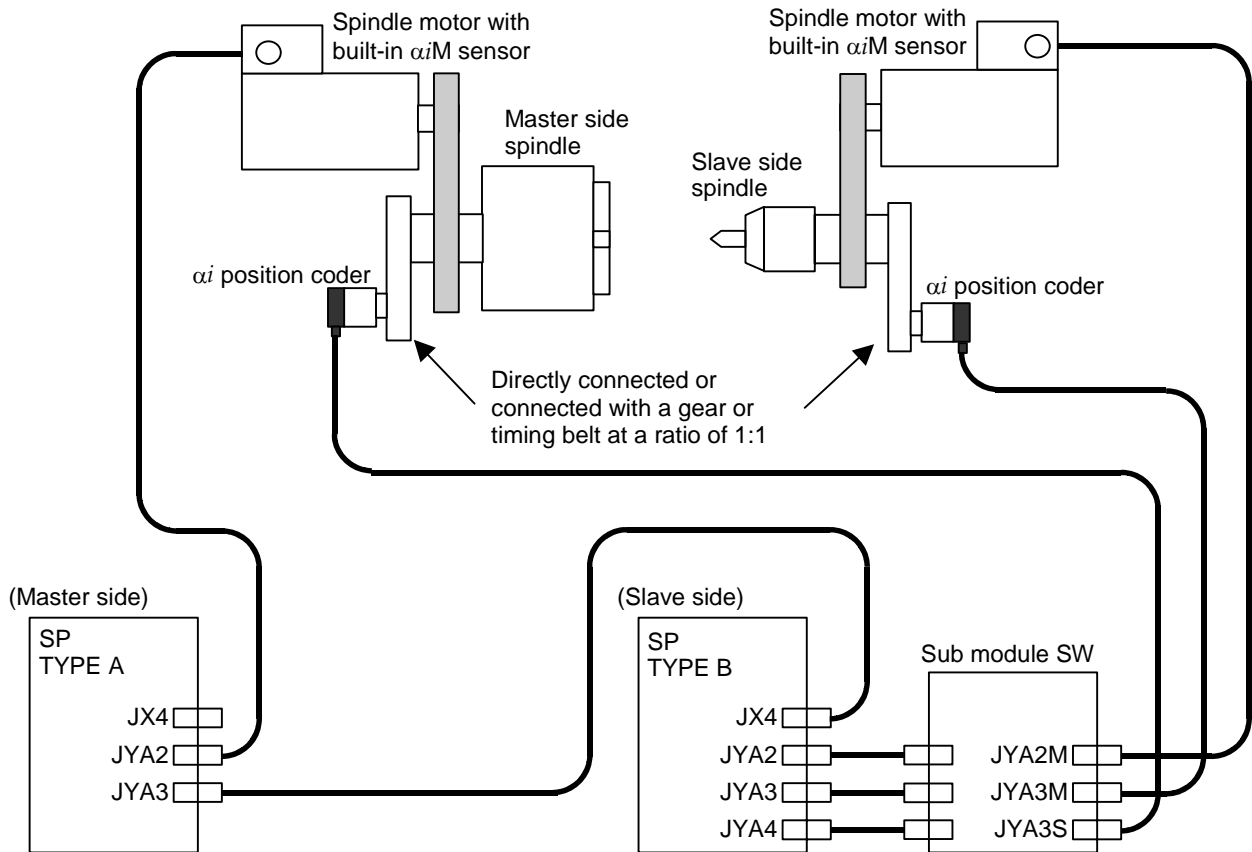 Spindle motor with
built-in αiM sensor
Spindle motor with
built-in αiM sensor
Master side
spindle
Slave side
spindle
αi position coder
αi position coder
Directly connected or
connected with a gear or
timing belt at a ratio of 1:1
(Master side)
SP
TYPE A
JX4
JYA2
JYA3
(Slave side)
SP
TYPE B
JX4
JYA2
JYA3
JYA4
Sub module SW
JYA2M
JYA3M
JYA3S